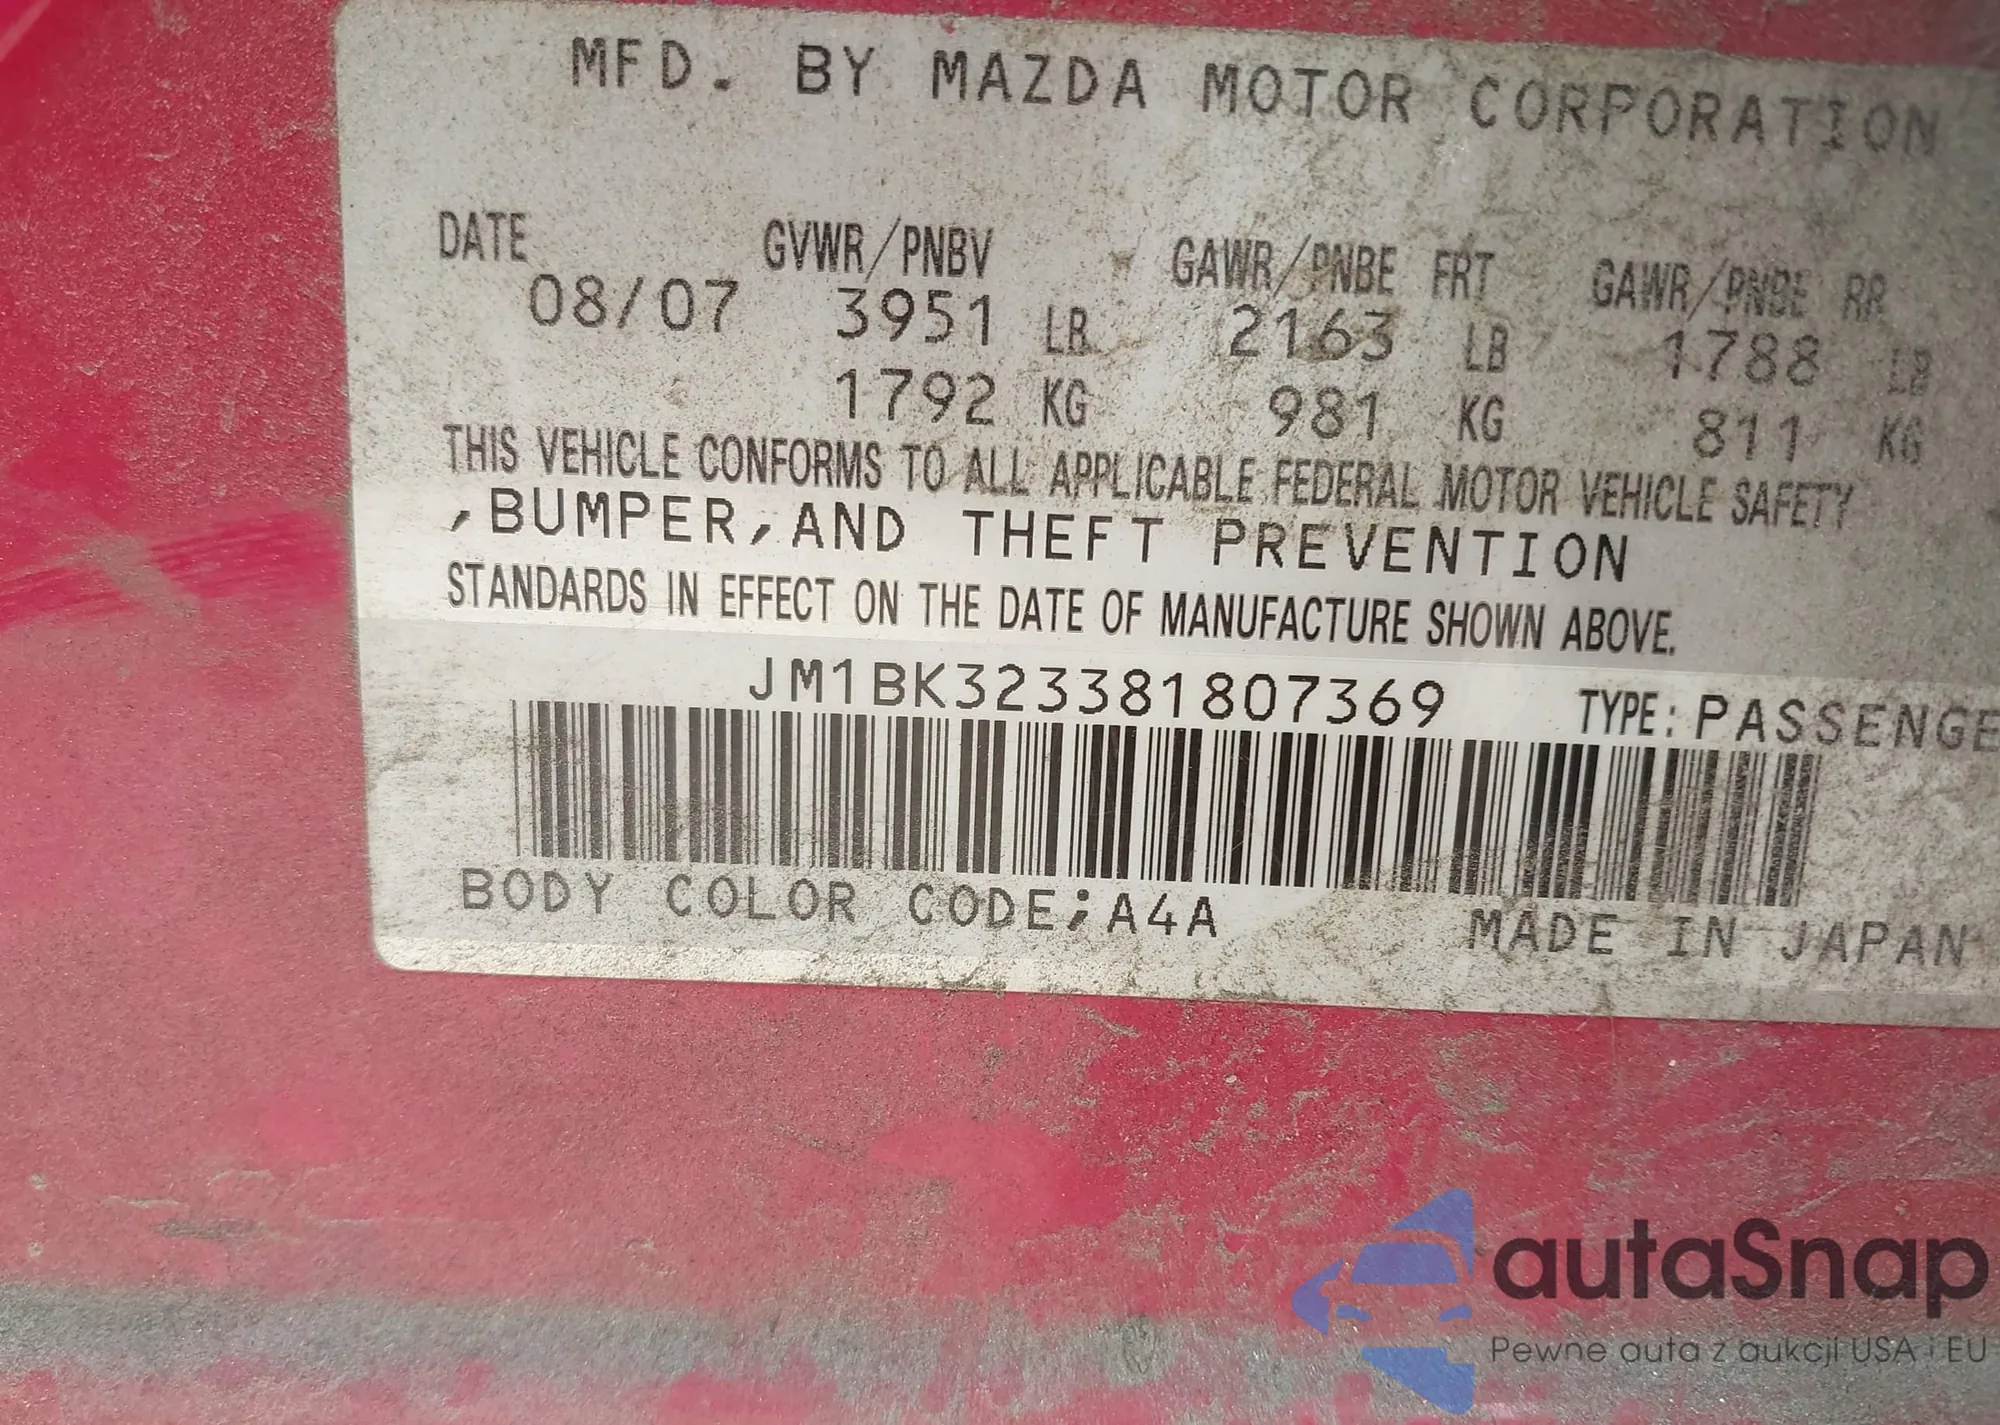 MFD. BY MAZDA MOTOR CORPORATION
DATE GVWR/PNBV GAWR/PNBE FRT GAWR/PNBE RR
08/07 3951 LB 2163 LB 1788 LB
1792 KG 981 KG 811 KG
THIS VEHICLE CONFORMS TO ALL APPLICABLE FEDERAL MOTOR VEHICLE SAFETY
,BUMPER,AND THEFT PREVENTION
STANDARDS IN EFFECT ON THE DATE OF MANUFACTURE SHOWN ABOVE.
JM1BK323381807369 TYPE: PASSENGE
BODY COLOR CODE;A4A MADE IN JAPAN
autaSnap
Pewne auta z aukcji USA i EU